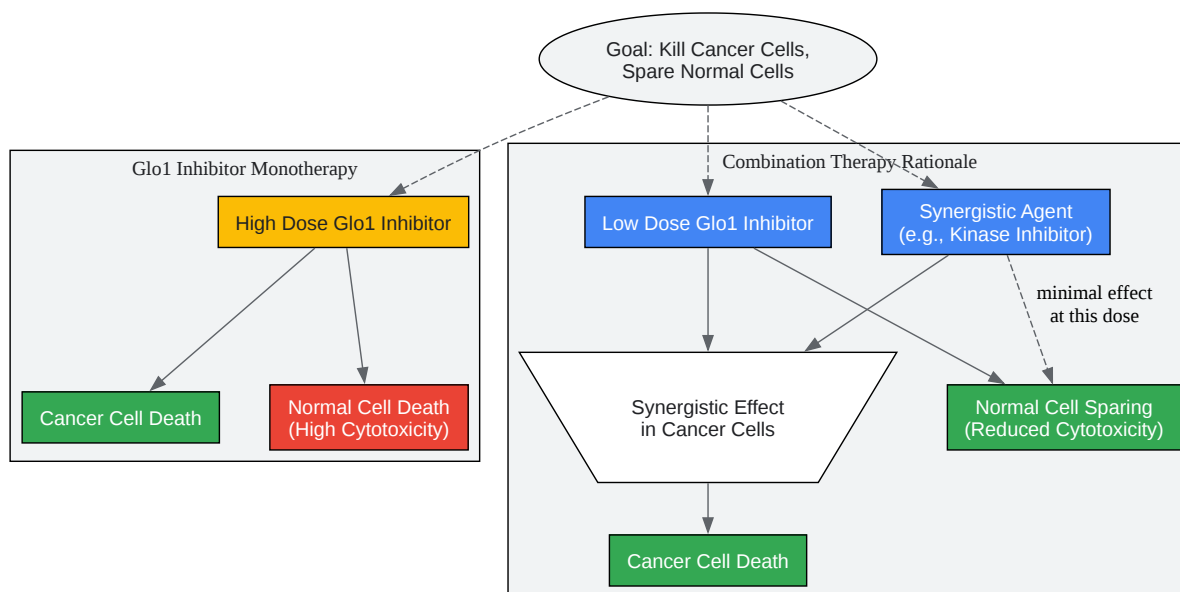 Goal: Kill Cancer Cells,
Spare Normal Cells
Glo1 Inhibitor Monotherapy
High Dose Glo1 Inhibitor
Cancer Cell Death
Normal Cell Death
(High Cytotoxicity)
Combination Therapy Rationale
Low Dose Glo1 Inhibitor
Synergistic Agent
(e.g., Kinase Inhibitor)
minimal effect
at this dose
Synergistic Effect
in Cancer Cells
Normal Cell Sparing
(Reduced Cytotoxicity)
Cancer Cell Death